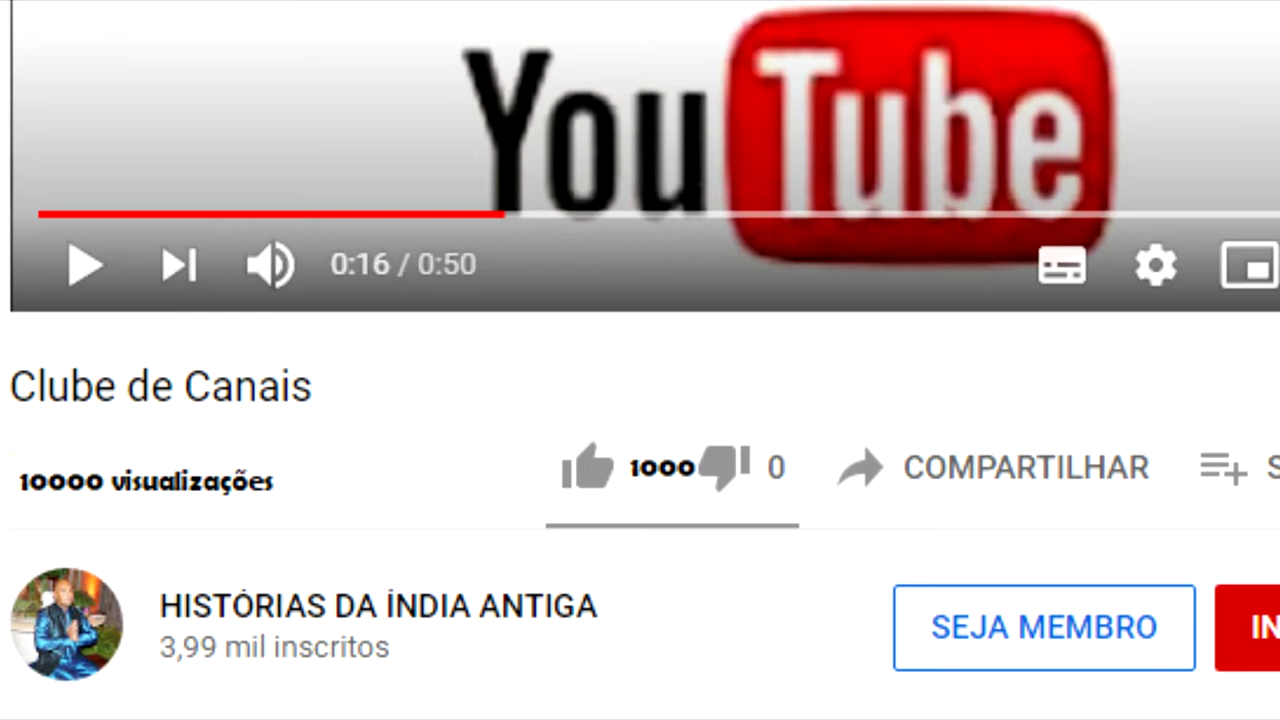 YouTube
0:16 / 0:50
Clube de Canais
10000 visualizações
1000 0 COMPARTILHAR S
HISTÓRIAS DA ÍNDIA ANTIGA
3,99 mil inscritos
SEJA MEMBRO IN